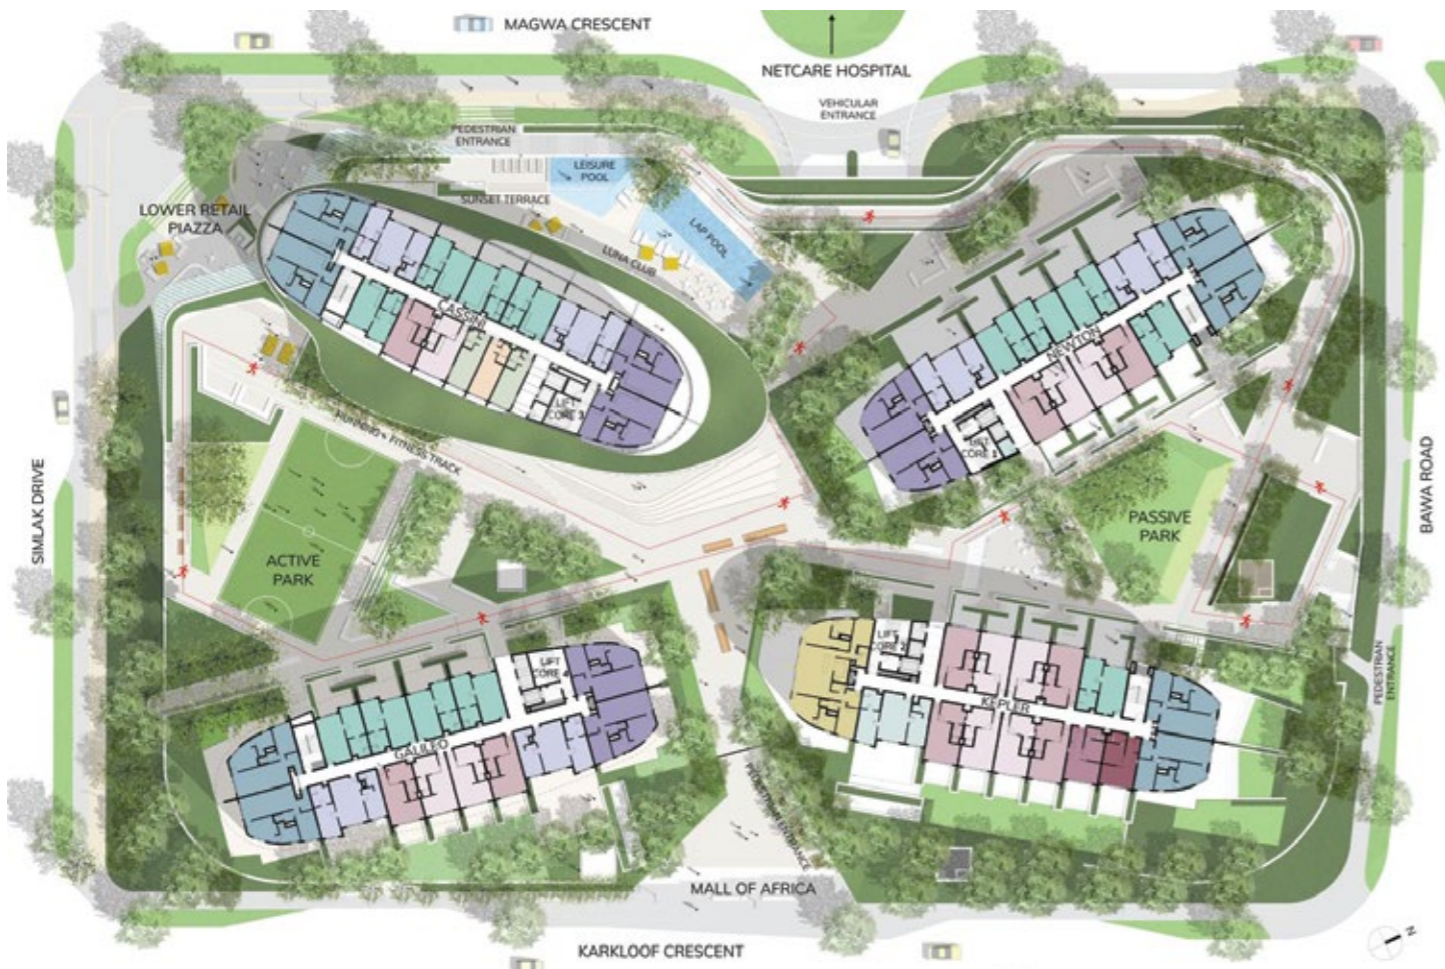 MAGWA CRESCENT
NETCARE HOSPITAL
VEHICULAR
ENTRANCE
PEDESTRIAN
ENTRANCE
LEISURE
POOL
SUNSET TERRACE
LOWER RETAIL
PIAZZA
LAP POOL
LUNA CLUB
CASSINI
NEWTON
LIFT
CORE 3
LIFT
CORE 1
RUNNING + FITNESS TRACK
SIMLAK DRIVE
BAWA ROAD
ACTIVE
PARK
PASSIVE
PARK
LIFT
CORE 2
LIFT
CORE 4
KEPLER
GALILEO
PEDESTRIAN
ENTRANCE
PEDESTRIAN ENTRANCE
MALL OF AFRICA
KARKLOOF CRESCENT
N